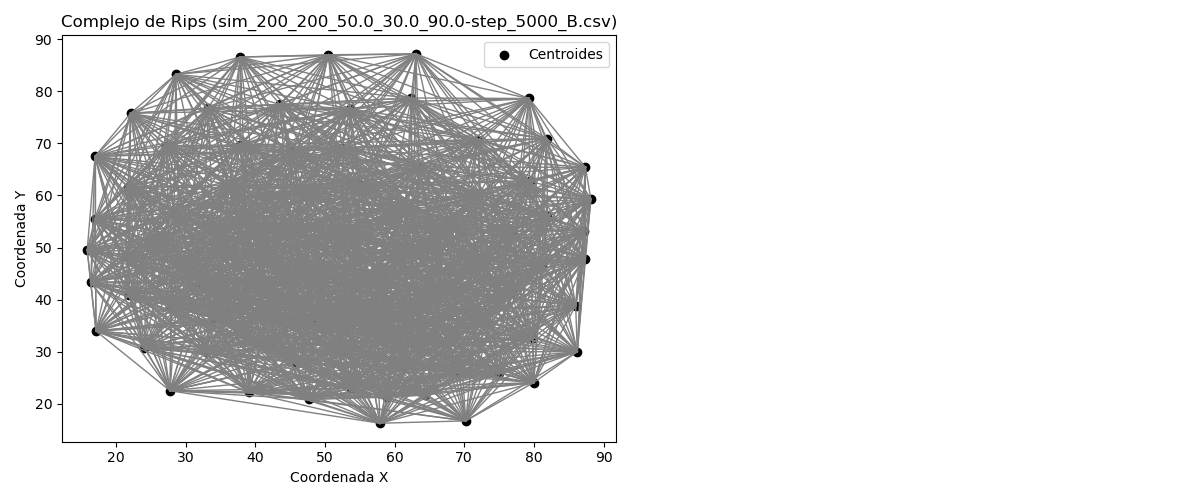 Complejo de Rips (sim_200_200_50.0_30.0_90.0-step_5000_B.csv)
Centroides
90
80
70
60
50
40
30
20
Coordenada Y
20 30 40 50 60 70 80 90
Coordenada X